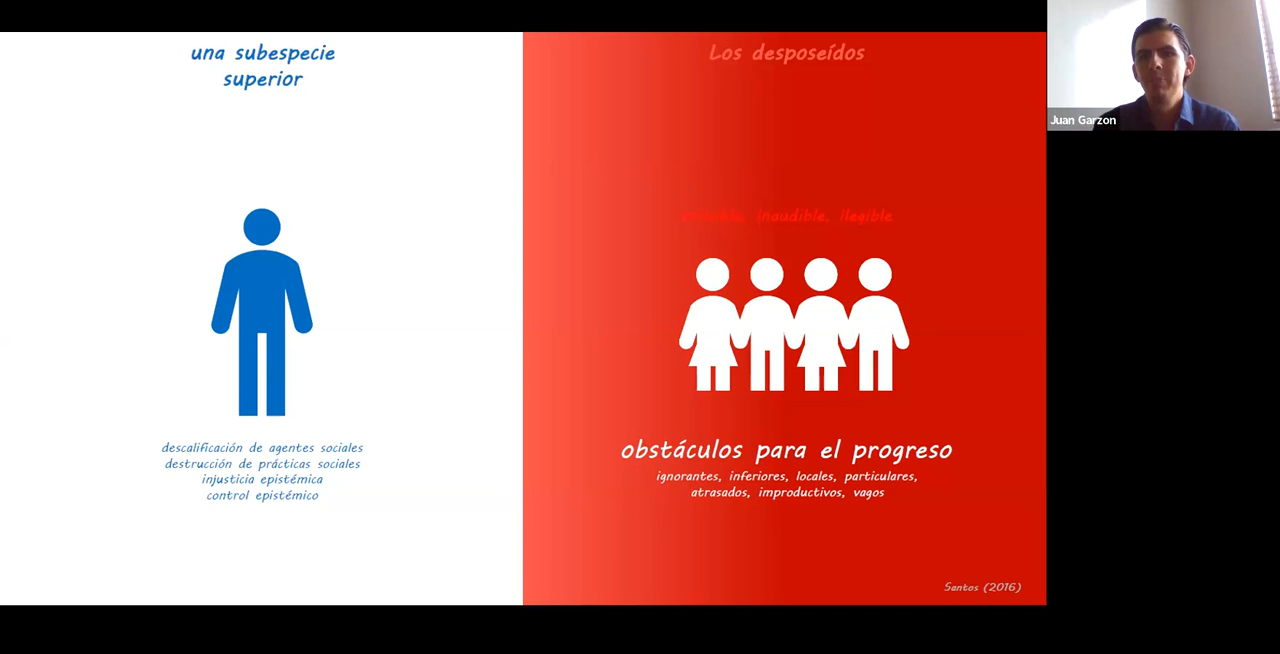 una subespecie
superior
descalificación de agentes sociales
destrucción de prácticas sociales
injusticia epistémica
control epistémico
Los desposeídos
inaudible, ilegible
obstáculos para el progreso
ignorantes, inferiores, locales, particulares,
atrasados, improductivos, vagos
Santos (2016)
Juan Garzon